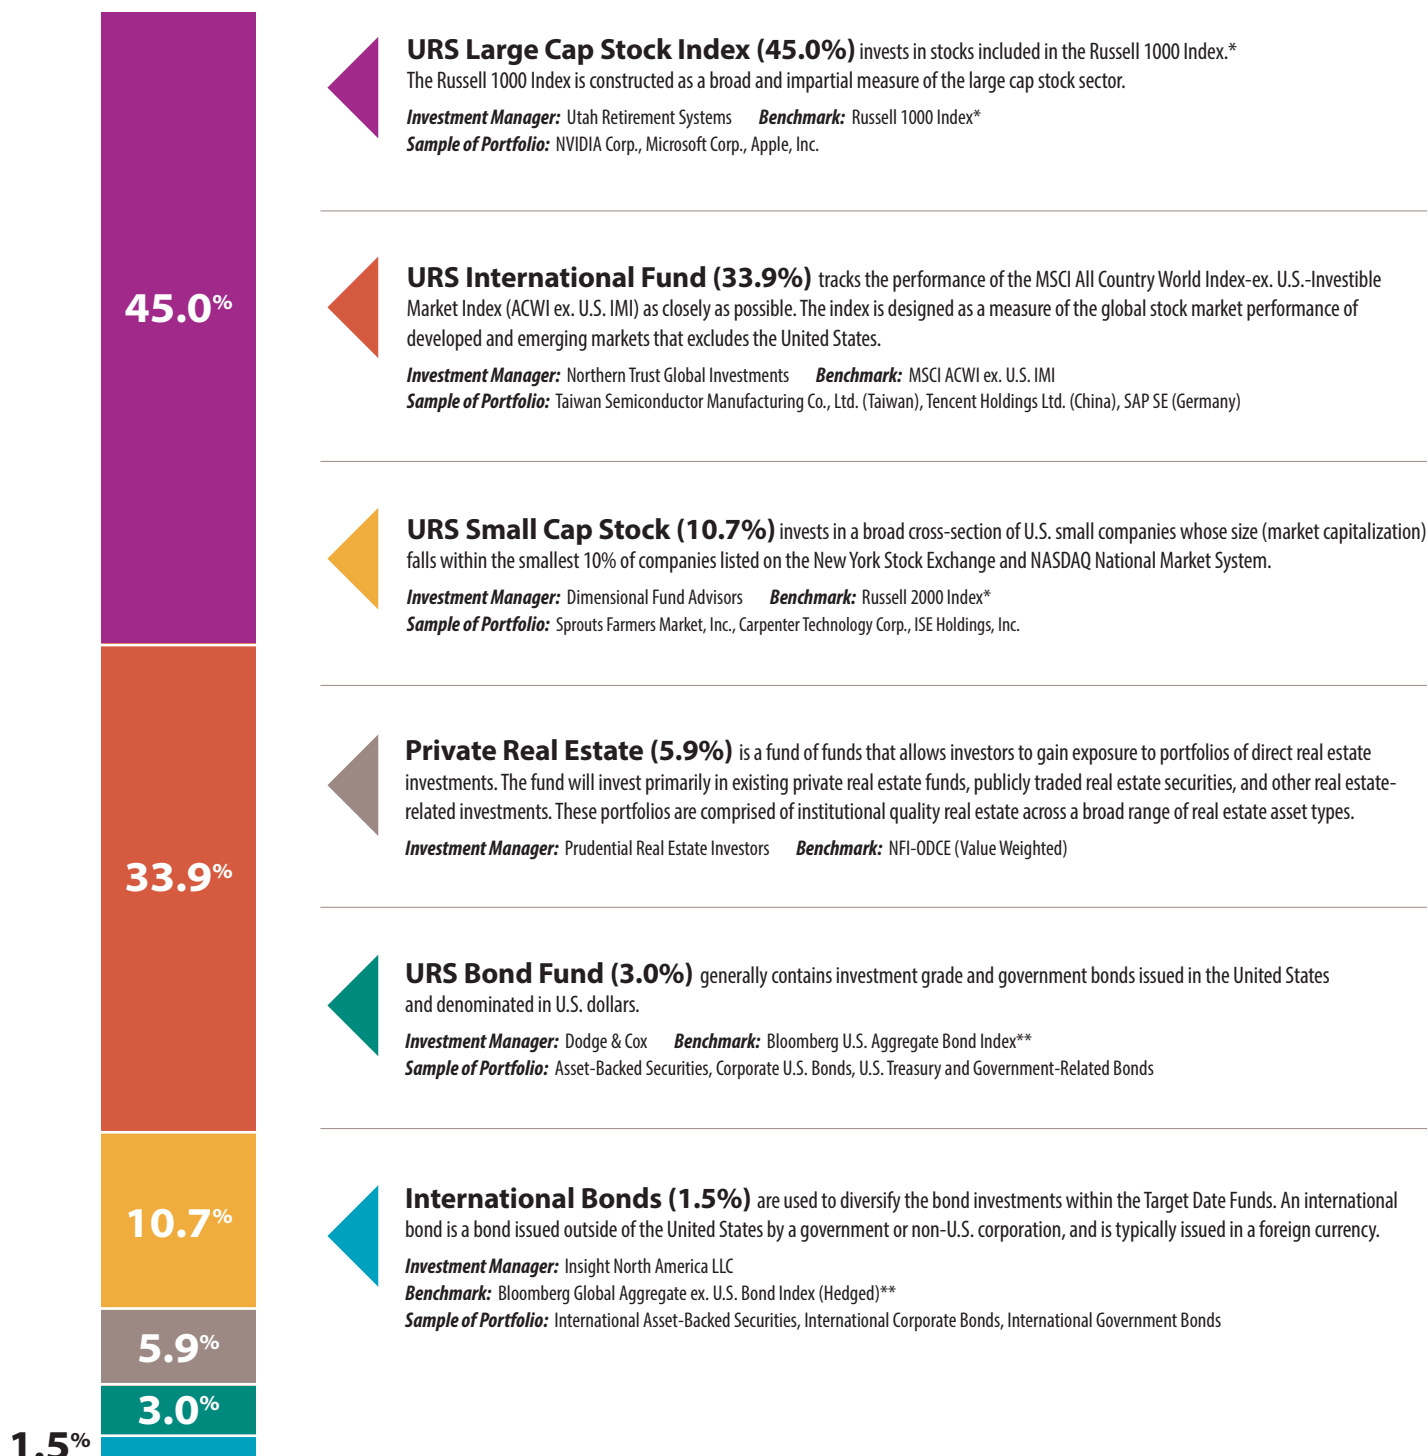 45.0%
33.9%
10.7%
5.9%
3.0%
1.5%
URS Large Cap Stock Index (45.0%) invests in stocks included in the Russell 1000 Index.*
The Russell 1000 Index is constructed as a broad and impartial measure of the large cap stock sector.
Investment Manager: Utah Retirement Systems Benchmark: Russell 1000 Index*
Sample of Portfolio: NVIDIA Corp., Microsoft Corp., Apple, Inc.
URS International Fund (33.9%) tracks the performance of the MSCI All Country World Index-ex. U.S.-Investible
Market Index (ACWI ex. U.S. IMI) as closely as possible. The index is designed as a measure of the global stock market performance of
developed and emerging markets that excludes the United States.
Investment Manager: Northern Trust Global Investments Benchmark: MSCI ACWI ex. U.S. IMI
Sample of Portfolio: Taiwan Semiconductor Manufacturing Co., Ltd. (Taiwan), Tencent Holdings Ltd. (China), SAP SE (Germany)
URS Small Cap Stock (10.7%) invests in a broad cross-section of U.S. small companies whose size (market capitalization)
falls within the smallest 10% of companies listed on the New York Stock Exchange and NASDAQ National Market System.
Investment Manager: Dimensional Fund Advisors Benchmark: Russell 2000 Index*
Sample of Portfolio: Sprouts Farmers Market, Inc., Carpenter Technology Corp., ISE Holdings, Inc.
Private Real Estate (5.9%) is a fund of funds that allows investors to gain exposure to portfolios of direct real estate
investments. The fund will invest primarily in existing private real estate funds, publicly traded real estate securities, and other real estate-
related investments. These portfolios are comprised of institutional quality real estate across a broad range of real estate asset types.
Investment Manager: Prudential Real Estate Investors Benchmark: NFI-ODCE (Value Weighted)
URS Bond Fund (3.0%) generally contains investment grade and government bonds issued in the United States
and denominated in U.S. dollars.
Investment Manager: Dodge & Cox Benchmark: Bloomberg U.S. Aggregate Bond Index**
Sample of Portfolio: Asset-Backed Securities, Corporate U.S. Bonds, U.S. Treasury and Government-Related Bonds
International Bonds (1.5%) are used to diversify the bond investments within the Target Date Funds. An international
bond is a bond issued outside of the United States by a government or non-U.S. corporation, and is typically issued in a foreign currency.
Investment Manager: Insight North America LLC
Benchmark: Bloomberg Global Aggregate ex. U.S. Bond Index (Hedged)**
Sample of Portfolio: International Asset-Backed Securities, International Corporate Bonds, International Government Bonds